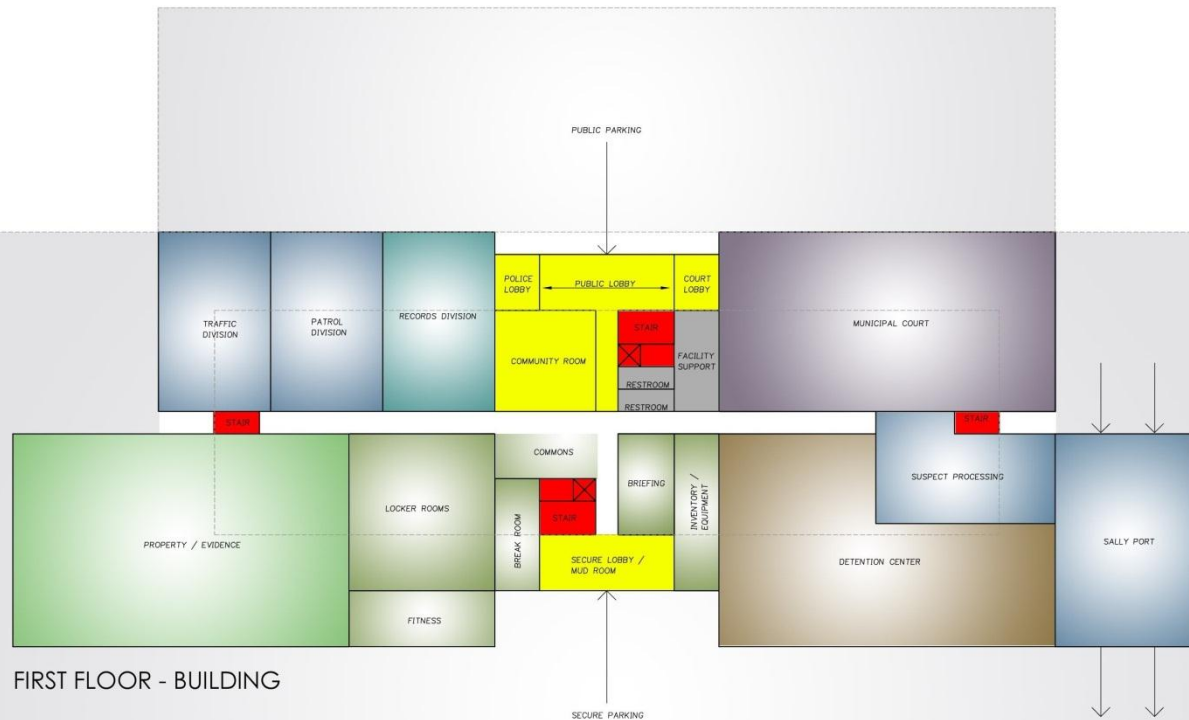 PUBLIC PARKING
POLICE
LOBBY
PUBLIC LOBBY
COURT
LOBBY
TRAFFIC
DIVISION
PATROL
DIVISION
RECORDS DIVISION
STAIR
MUNICIPAL COURT
COMMUNITY ROOM
FACILITY
SUPPORT
RESTROOM
RESTROOM
STAIR
STAIR
COMMONS
BRIEFING
INVENTORY /
EQUIPMENT
SUSPECT PROCESSING
LOCKER ROOMS
STAIR
BREAK ROOM
PROPERTY / EVIDENCE
SECURE LOBBY /
MUD ROOM
DETENTION CENTER
SALLY PORT
FITNESS
FIRST FLOOR - BUILDING
SECURE PARKING